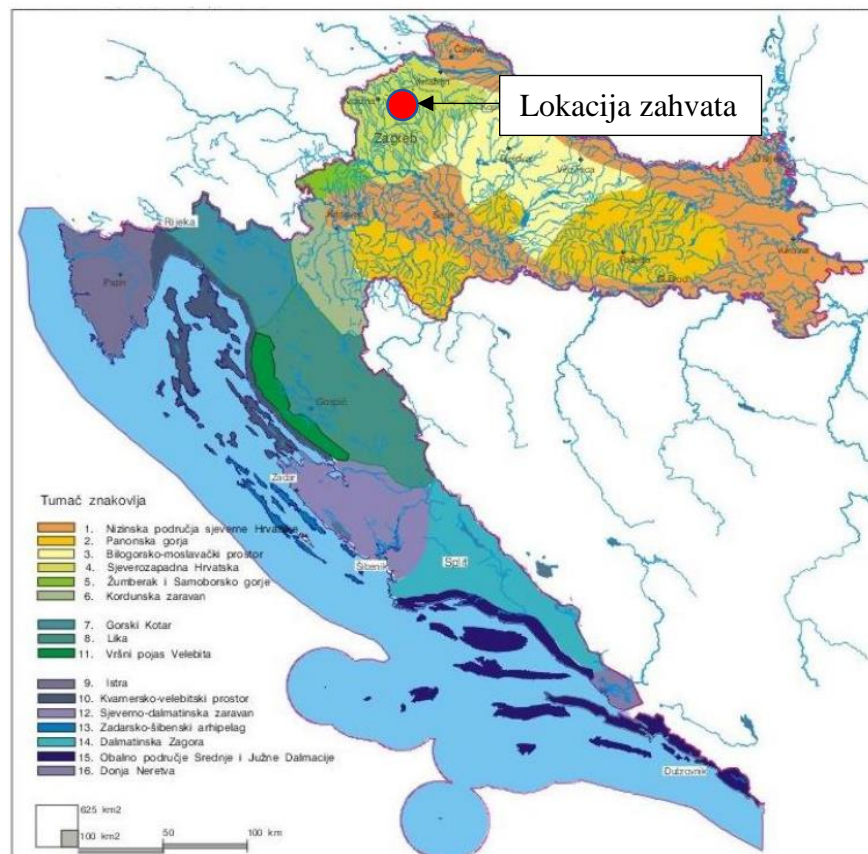 Lokacija zahvata
Zagreb
Rijeka
Pazin
Gospić
Zadar
Šibenik
Split
Dubrovnik
Vukovar
Tumač znakovlja
1. Nizinska područja sjeverne Hrvatske
2. Panonska gorja
3. Bilogorsko-moslavački prostor
4. Sjeverozapadna Hrvatska
5. Žumberak i Samoborsko gorje
6. Kordunska zaravan
7. Gorski Kotar
8. Lika
11. Vršni pojas Velebita
9. Istra
10. Kvarnersko-velebitski prostor
12. Sjeverno-dalmatinska zaravan
13. Zadarsko-šibenski arhipelag
14. Dalmatinska Zagora
15. Obalno područje Srednje i Južne Dalmacije
16. Donja Neretva
625 km2
100 km2
50
100 km